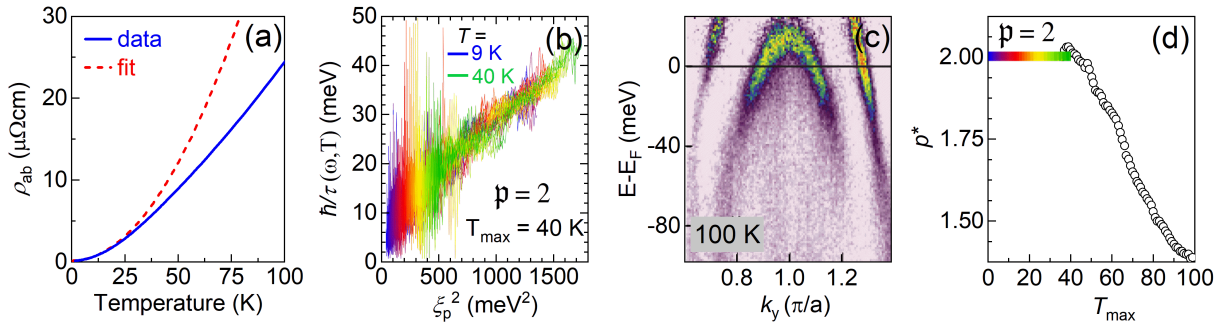 (a)
data
fit
ρab (μΩcm)
30
20
10
0
0 25 50 75 100
Temperature (K)
(b)
T =
9 K
40 K
ħ/τ (ω,T) (meV)
50
40
30
20
10
0
𝔭 = 2
Tmax = 40 K
0 500 1000 1500
ξp² (meV²)
(c)
E-EF (meV)
0
-40
-80
100 K
0.8 1.0 1.2
ky (π/a)
(d)
𝔭 = 2
p*
2.00
1.75
1.50
0 20 40 60 80 100
Tmax